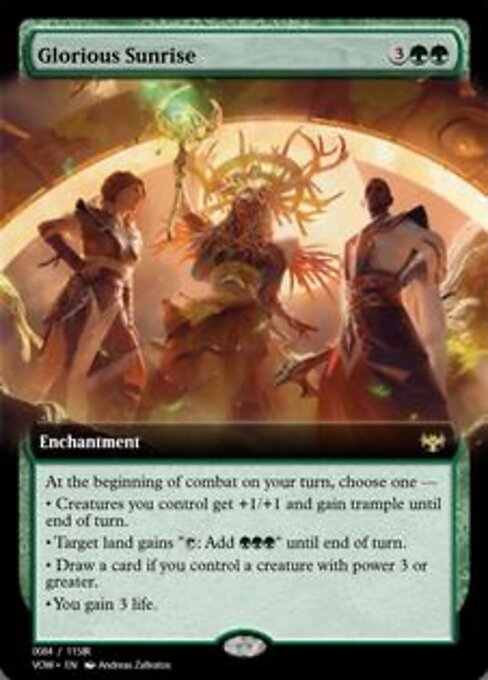 Glorious Sunrise 3
Enchantment
At the beginning of combat on your turn, choose one —
• Creatures you control get +1/+1 and gain trample until
end of turn.
• Target land gains ": Add " until end of turn.
• Draw a card if you control a creature with power 3 or
greater.
• You gain 3 life.
VOW • EN Andreas Zafiratos